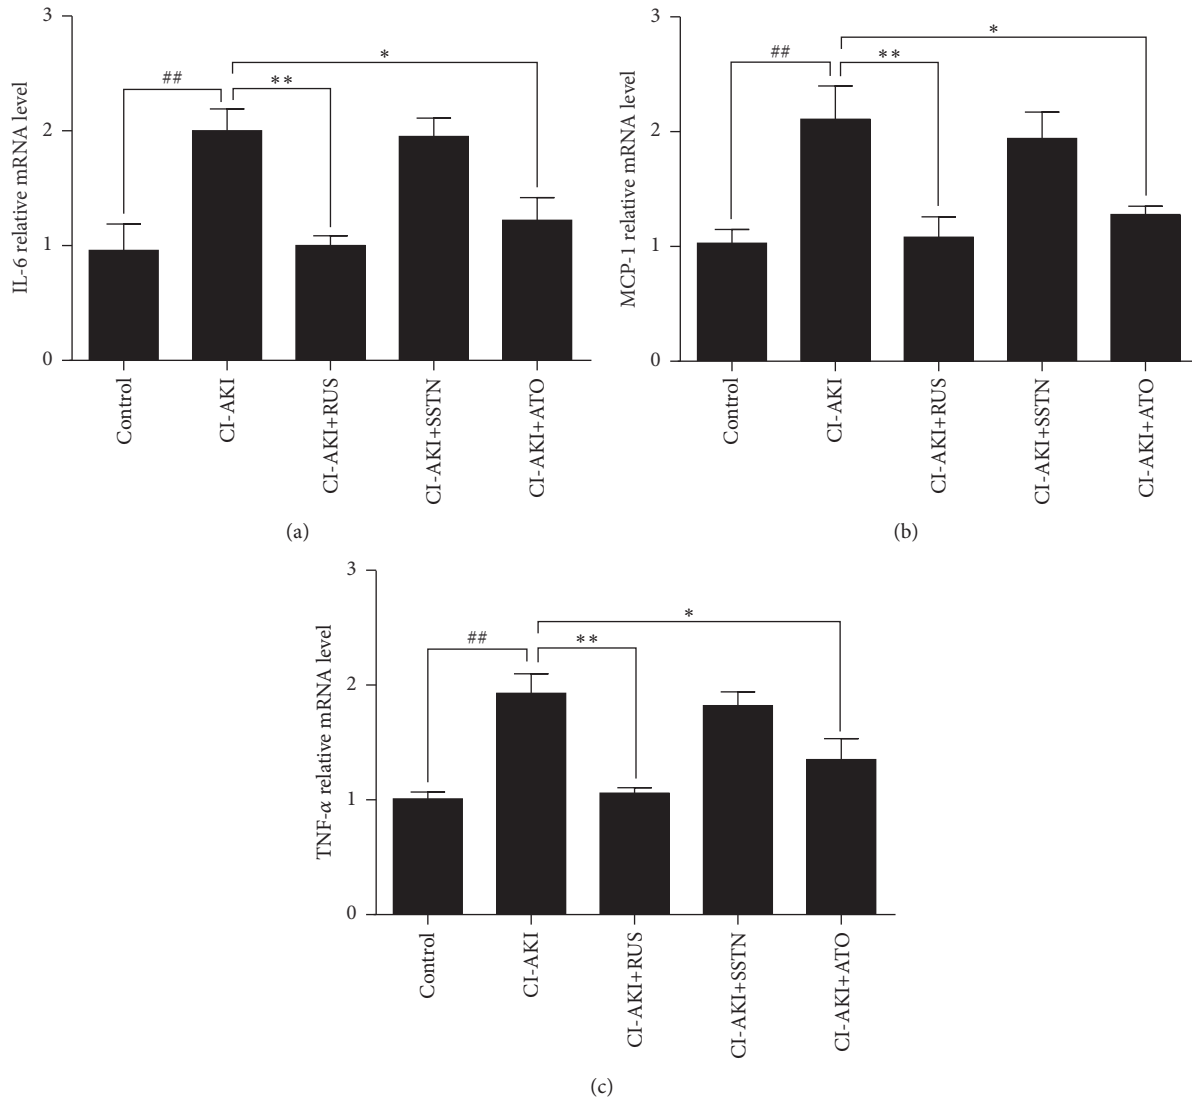 3
2
1
0
IL-6 relative mRNA level
##
**
*
Control
CI-AKI
CI-AKI+RUS
CI-AKI+SSTN
CI-AKI+ATO
(a)
3
2
1
0
MCP-1 relative mRNA level
##
**
*
Control
CI-AKI
CI-AKI+RUS
CI-AKI+SSTN
CI-AKI+ATO
(b)
3
2
1
0
TNF-α relative mRNA level
##
**
*
Control
CI-AKI
CI-AKI+RUS
CI-AKI+SSTN
CI-AKI+ATO
(c)